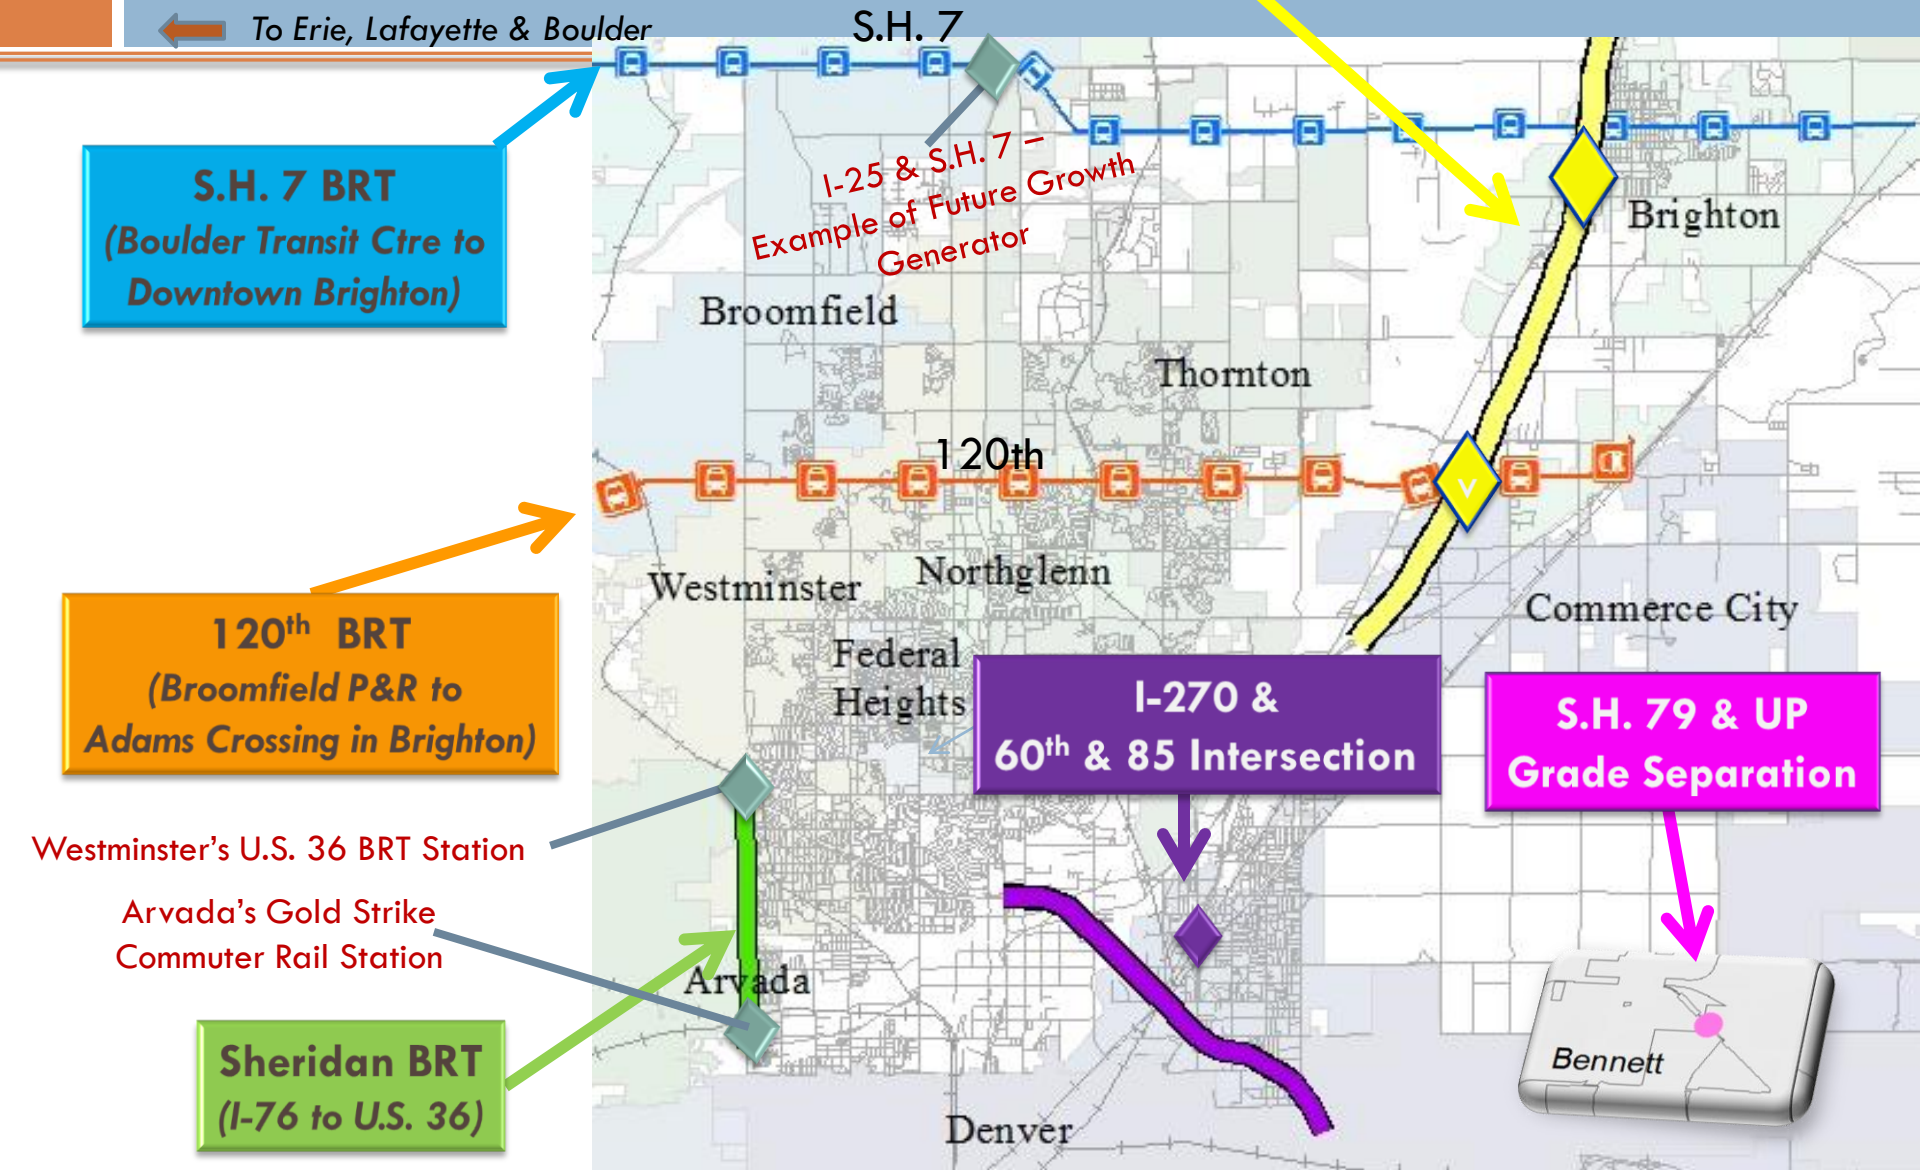 To Erie, Lafayette & Boulder
S.H. 7
S.H. 7 BRT
(Boulder Transit Ctre to
Downtown Brighton)
I-25 & S.H. 7 –
Example of Future Growth
Generator
Brighton
Broomfield
Thornton
120th
v
120th BRT
(Broomfield P&R to
Adams Crossing in Brighton)
Westminster
Northglenn
Commerce City
Federal
Heights
I-270 &
60th & 85 Intersection
S.H. 79 & UP
Grade Separation
Westminster's U.S. 36 BRT Station
Arvada's Gold Strike
Commuter Rail Station
Arvada
Sheridan BRT
(I-76 to U.S. 36)
Bennett
Denver